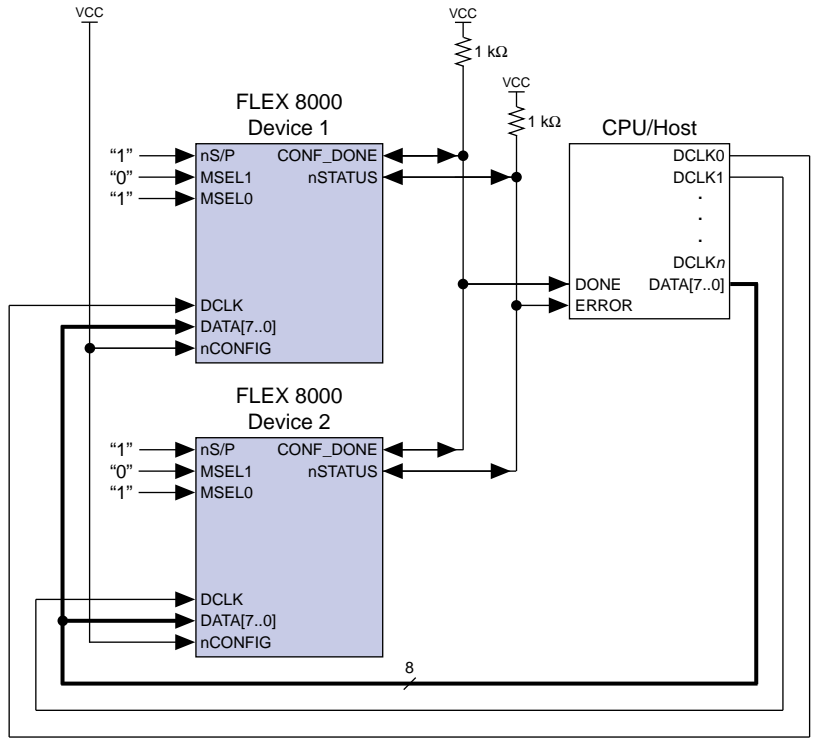 VCC
VCC
1 kΩ
VCC
1 kΩ
FLEX 8000
Device 1
“1”
nS/P
CONF_DONE
“0”
MSEL1
nSTATUS
“1”
MSEL0
DCLK
DATA[7..0]
nCONFIG
CPU/Host
DCLK0
DCLK1
.
.
.
DCLKn
DONE
DATA[7..0]
ERROR
FLEX 8000
Device 2
“1”
nS/P
CONF_DONE
“0”
MSEL1
nSTATUS
“1”
MSEL0
DCLK
DATA[7..0]
nCONFIG
8